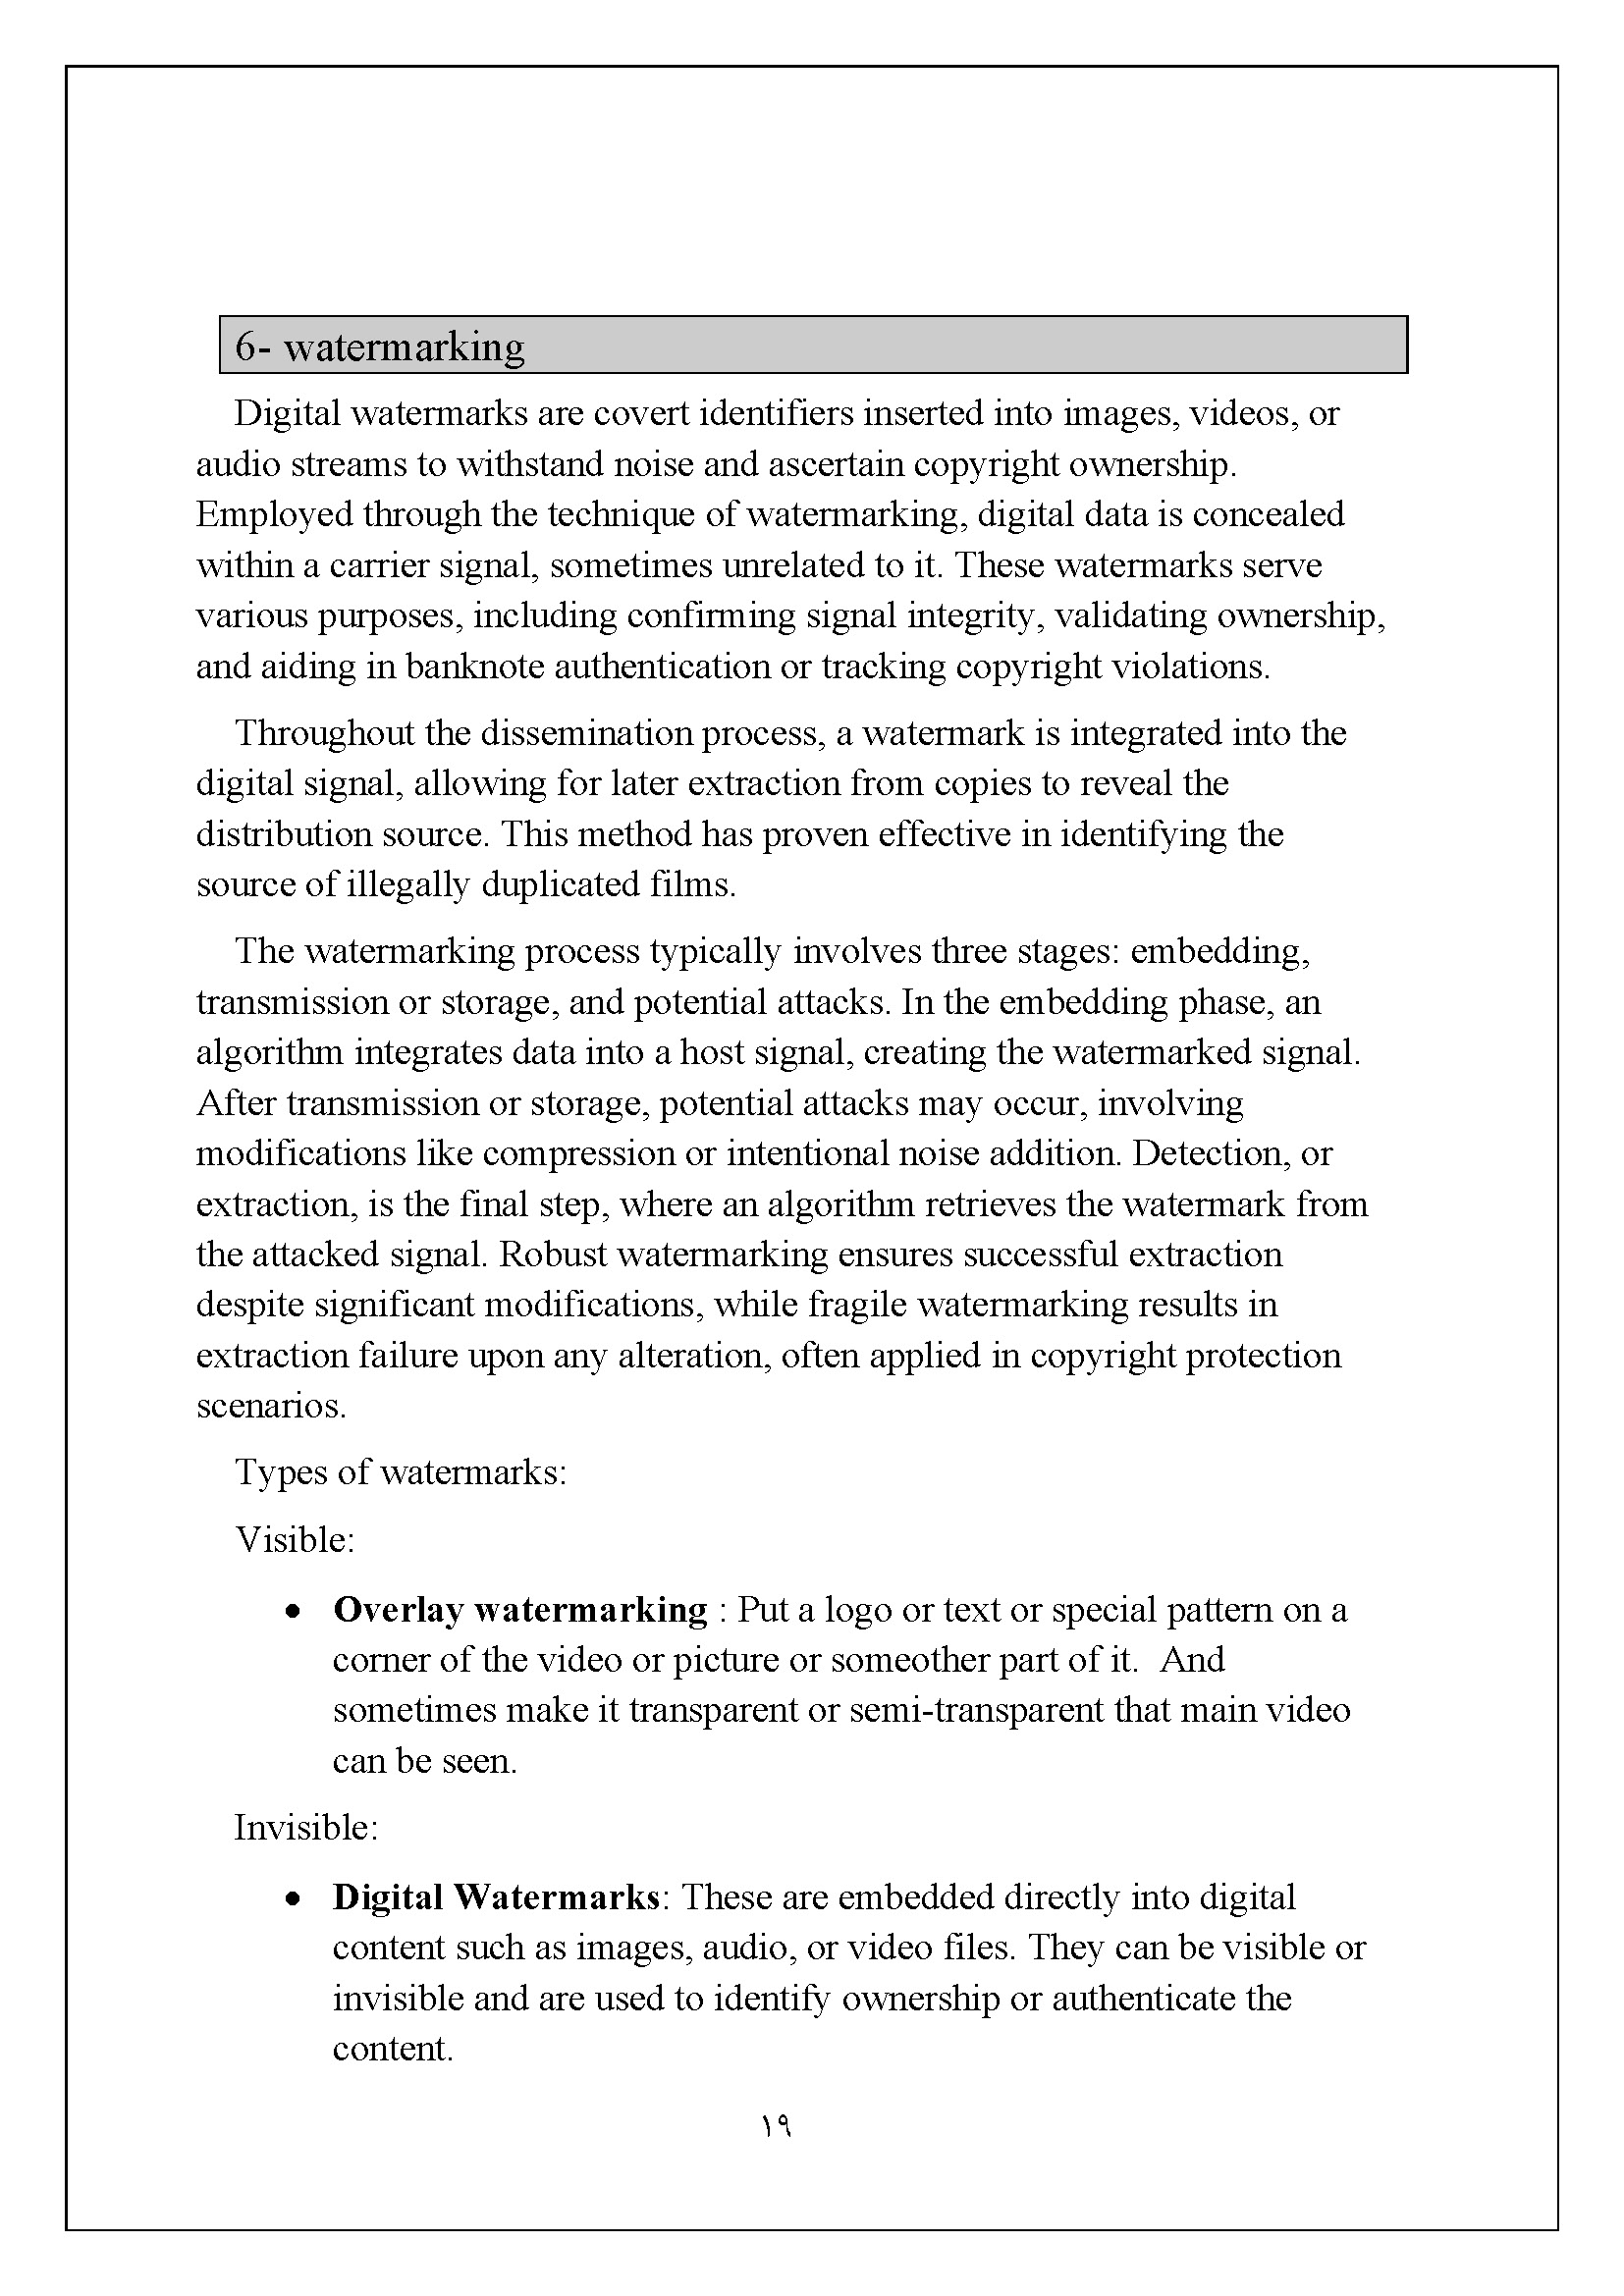 6- watermarking
Digital watermarks are covert identifiers inserted into images, videos, or
audio streams to withstand noise and ascertain copyright ownership.
Employed through the technique of watermarking, digital data is concealed
within a carrier signal, sometimes unrelated to it. These watermarks serve
various purposes, including confirming signal integrity, validating ownership,
and aiding in banknote authentication or tracking copyright violations.
Throughout the dissemination process, a watermark is integrated into the
digital signal, allowing for later extraction from copies to reveal the
distribution source. This method has proven effective in identifying the
source of illegally duplicated films.
The watermarking process typically involves three stages: embedding,
transmission or storage, and potential attacks. In the embedding phase, an
algorithm integrates data into a host signal, creating the watermarked signal.
After transmission or storage, potential attacks may occur, involving
modifications like compression or intentional noise addition. Detection, or
extraction, is the final step, where an algorithm retrieves the watermark from
the attacked signal. Robust watermarking ensures successful extraction
despite significant modifications, while fragile watermarking results in
extraction failure upon any alteration, often applied in copyright protection
scenarios.
Types of watermarks:
Visible:
• Overlay watermarking : Put a logo or text or special pattern on a
corner of the video or picture or someother part of it.  And
sometimes make it transparent or semi-transparent that main video
can be seen.
Invisible:
• Digital Watermarks: These are embedded directly into digital
content such as images, audio, or video files. They can be visible or
invisible and are used to identify ownership or authenticate the
content.
١٩